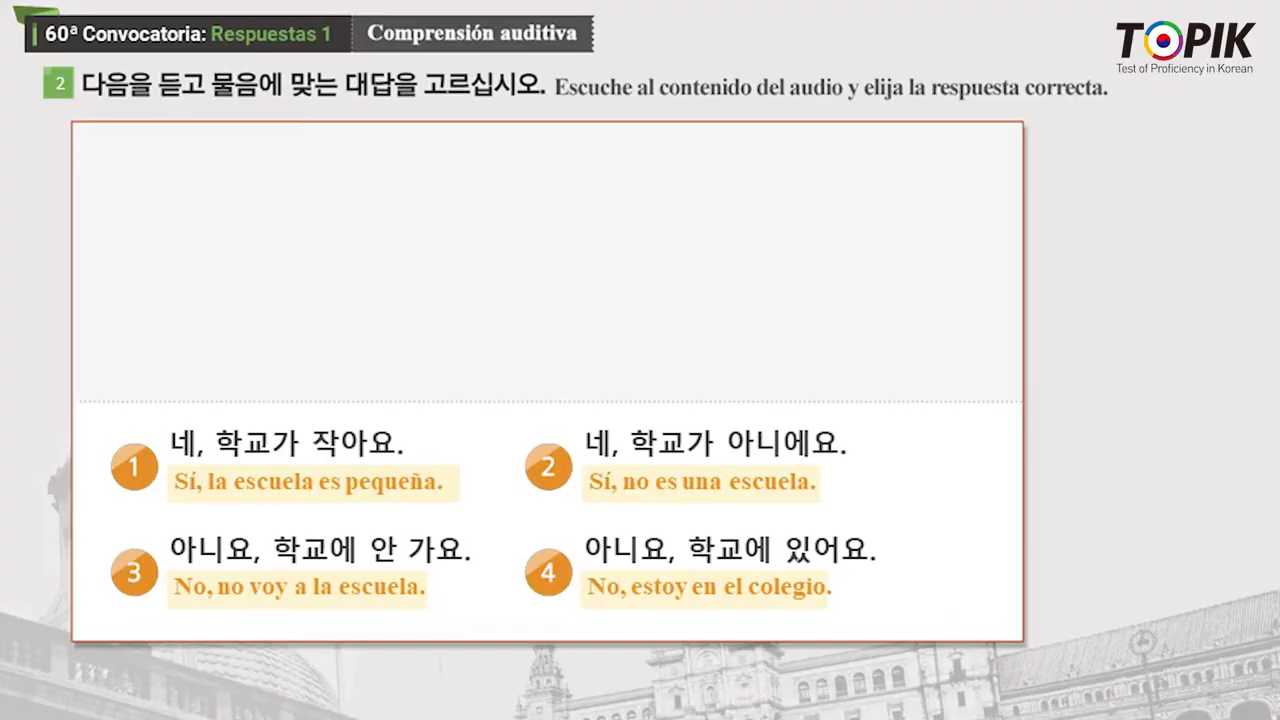 60ª Convocatoria: Respuestas 1 Comprensión auditiva
TOPIK
Test of Proficiency in Korean
2 다음을 듣고 물음에 맞는 대답을 고르십시오. Escuche al contenido del audio y elija la respuesta correcta.
1 네, 학교가 작아요.
Sí, la escuela es pequeña.
2 네, 학교가 아니에요.
Sí, no es una escuela.
3 아니요, 학교에 안 가요.
No, no voy a la escuela.
4 아니요, 학교에 있어요.
No, estoy en el colegio.